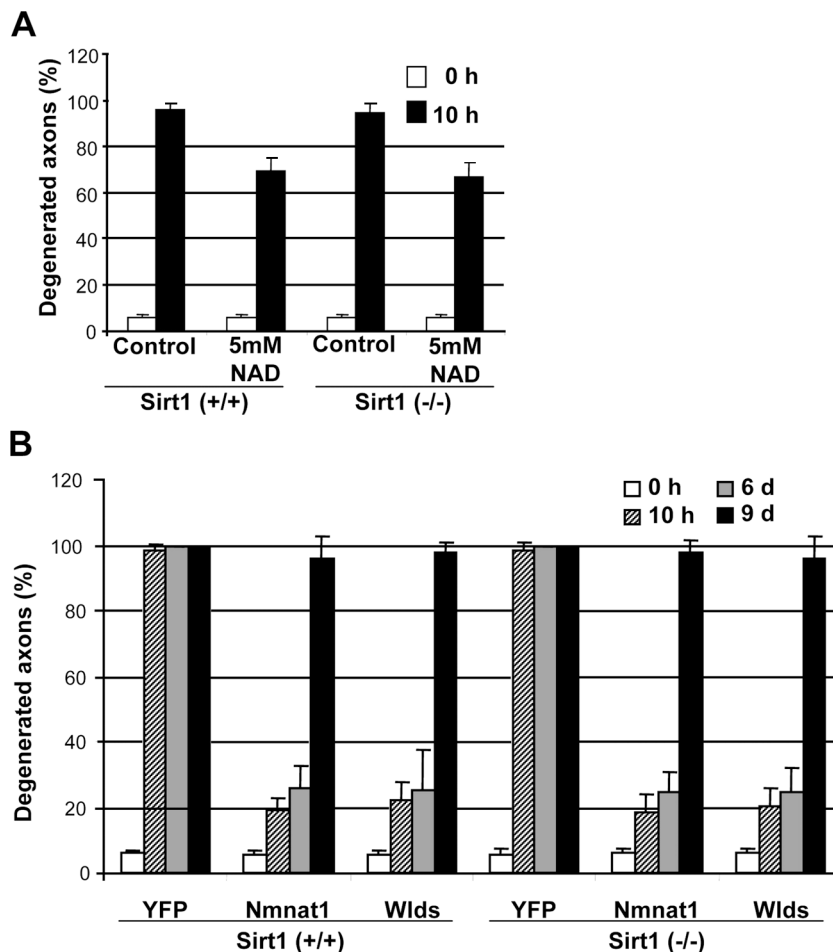 A
Degenerated axons (%)
120
100
80
60
40
20
0
0 h
10 h
Control 5mM NAD Control 5mM NAD
Sirt1 (+/+) Sirt1 (-/-)
B
Degenerated axons (%)
120
100
80
60
40
20
0
0 h 6 d
10 h 9 d
YFP Nmnat1 Wlds YFP Nmnat1 Wlds
Sirt1 (+/+) Sirt1 (-/-)